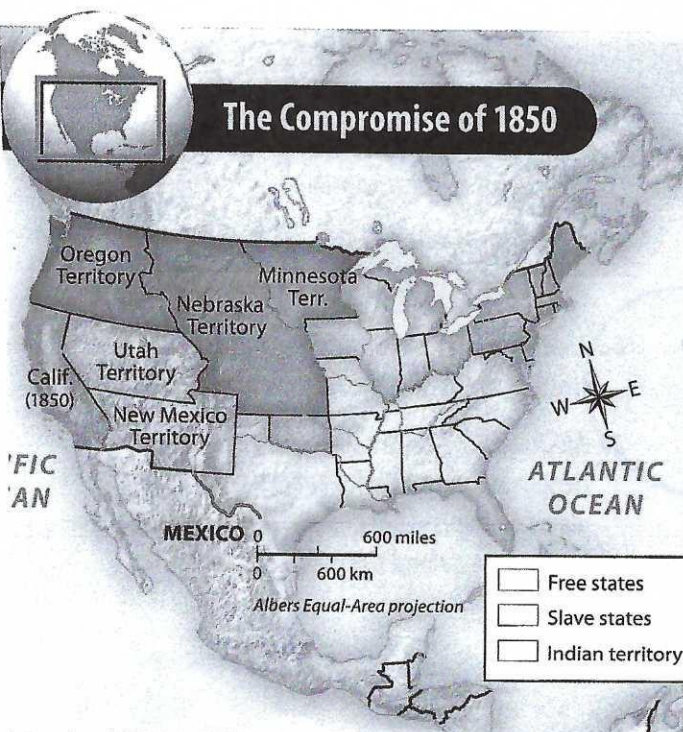 The Compromise of 1850
Oregon
Territory
Minnesota
Terr.
Nebraska
Territory
Utah
Territory
Calif.
(1850)
New Mexico
Territory
N
W
E
S
IFIC
AN
ATLANTIC
OCEAN
MEXICO
0
600 miles
0
600 km
Albers Equal-Area projection
Free states
Slave states
Indian territory